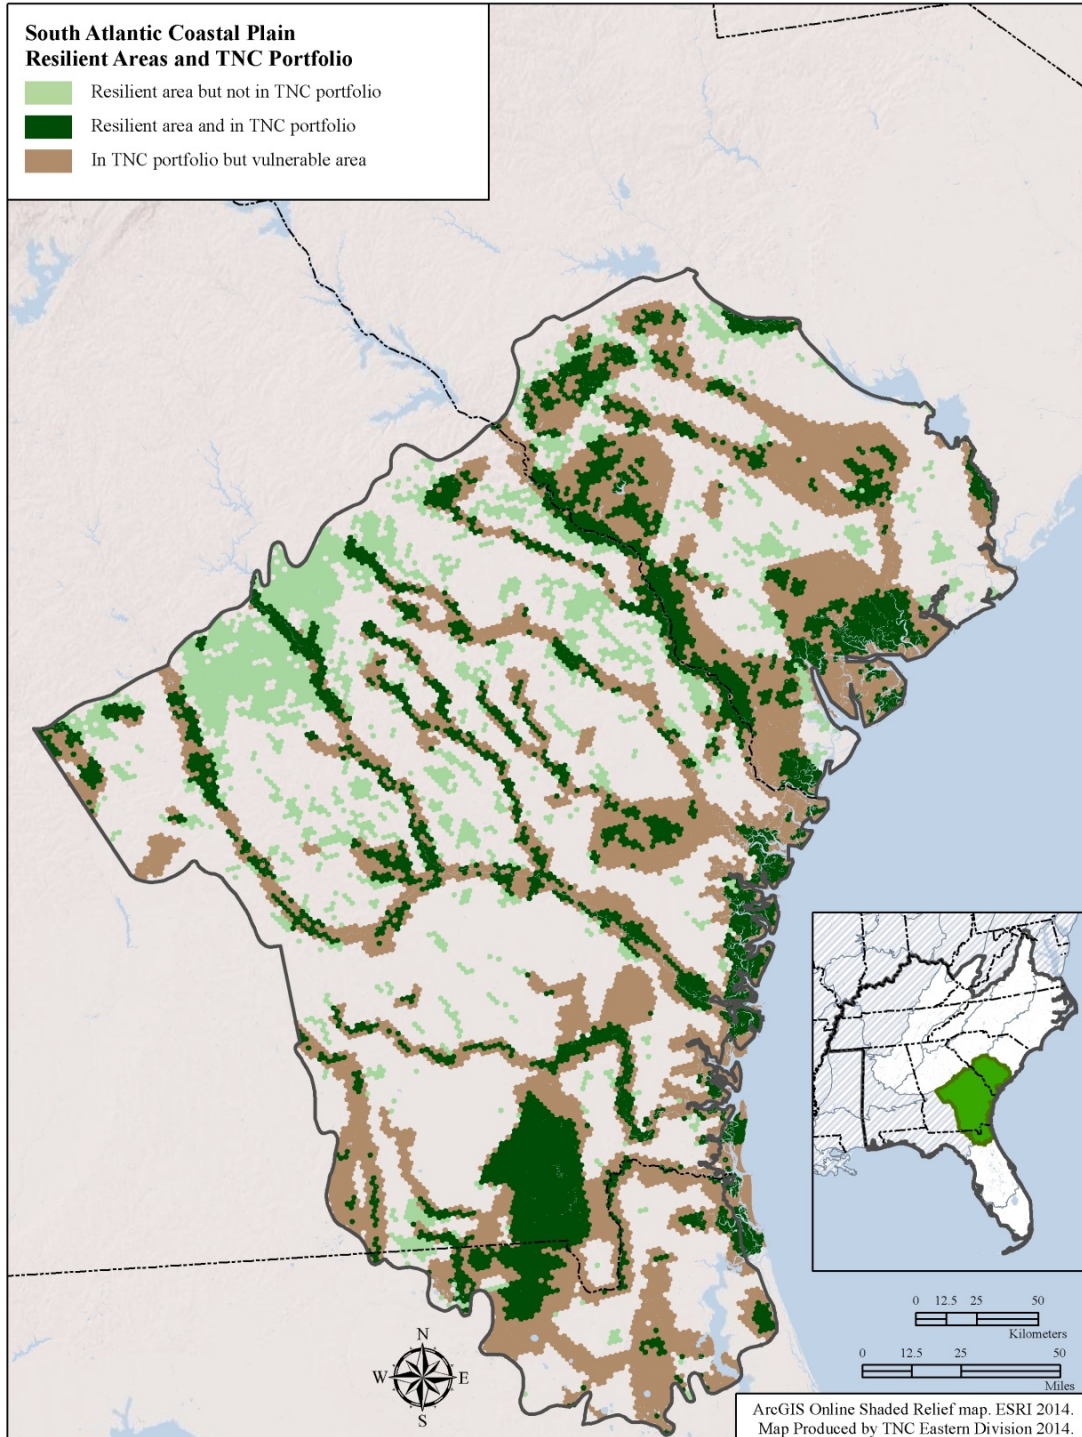 South Atlantic Coastal Plain
Resilient Areas and TNC Portfolio
Resilient area but not in TNC portfolio
Resilient area and in TNC portfolio
In TNC portfolio but vulnerable area
N
W E
S
0 12.5 25 50
Kilometers
0 12.5 25 50
Miles
ArcGIS Online Shaded Relief map. ESRI 2014.
Map Produced by TNC Eastern Division 2014.